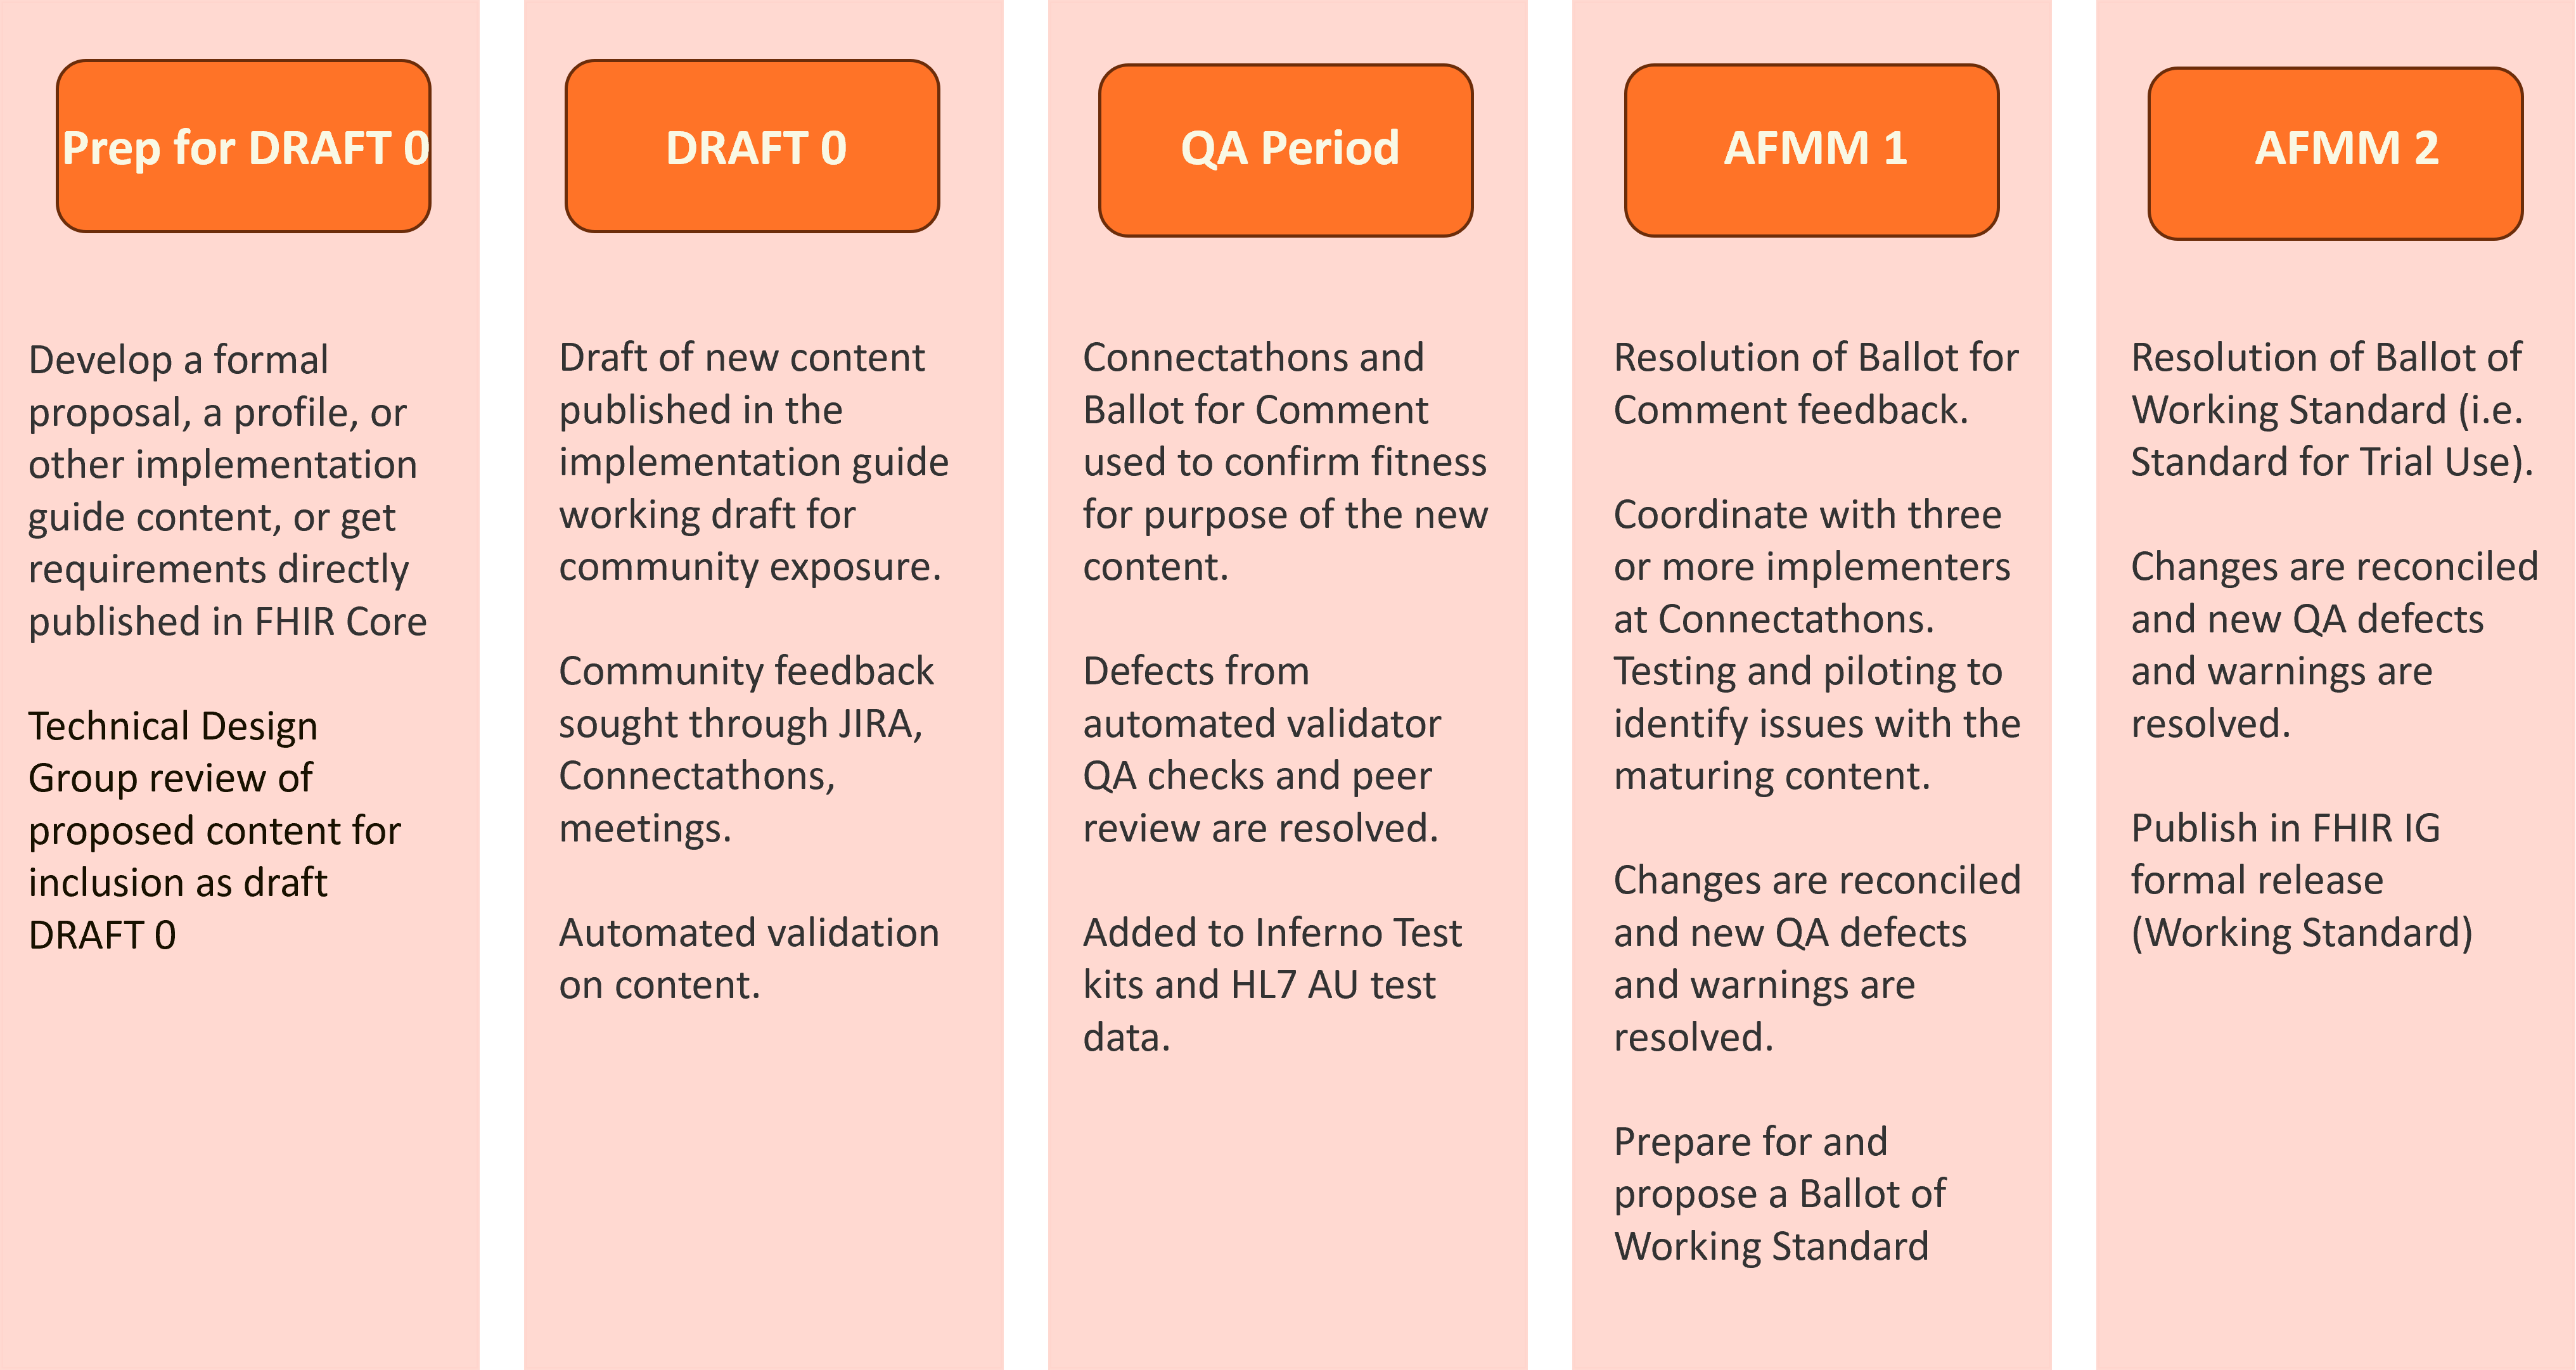 Prep for DRAFT 0
Develop a formal
proposal, a profile, or
other implementation
guide content, or get
requirements directly
published in FHIR Core
Technical Design
Group review of
proposed content for
inclusion as draft
DRAFT 0
DRAFT 0
Draft of new content
published in the
implementation guide
working draft for
community exposure.
Community feedback
sought through JIRA,
Connectathons,
meetings.
Automated validation
on content.
QA Period
Connectathons and
Ballot for Comment
used to confirm fitness
for purpose of the new
content.
Defects from
automated validator
QA checks and peer
review are resolved.
Added to Inferno Test
kits and HL7 AU test
data.
AFMM 1
Resolution of Ballot for
Comment feedback.
Coordinate with three
or more implementers
at Connectathons.
Testing and piloting to
identify issues with the
maturing content.
Changes are reconciled
and new QA defects
and warnings are
resolved.
Prepare for and
propose a Ballot of
Working Standard
AFMM 2
Resolution of Ballot of
Working Standard (i.e.
Standard for Trial Use).
Changes are reconciled
and new QA defects
and warnings are
resolved.
Publish in FHIR IG
formal release
(Working Standard)